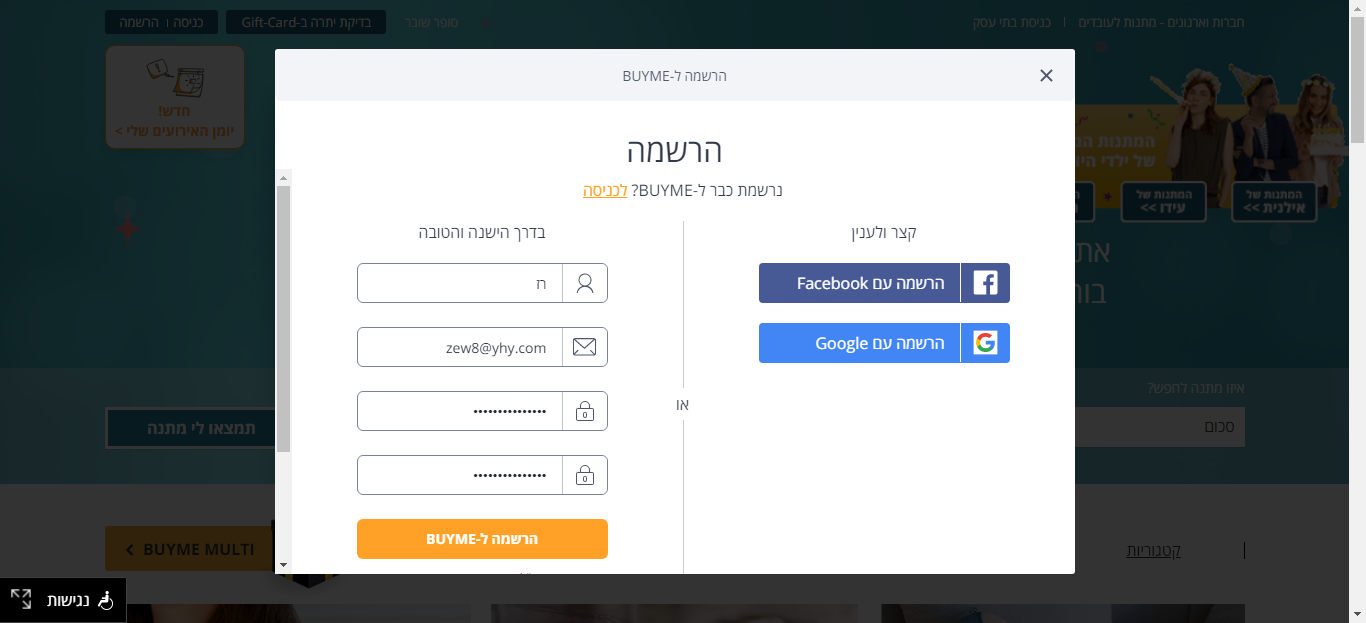 חברות וארגונים - מתנות לעובדים | כניסת בתי עסק
סופר שובר
בדיקת יתרה ב-Gift-Card
כניסה | הרשמה
חדש!
יומן האירועים שלי >
הרשמה ל-BUYME
הרשמה
נרשמת כבר ל-BUYME? לכניסה
קצר ולענין
הרשמה עם Facebook
הרשמה עם Google
או
בדרך הישנה והטובה
רז
zew8@yhy.com
•••••••••••••••
•••••••••••••••
הרשמה ל-BUYME
המתנות של
אילנית >>
המתנות של
עידו >>
איזו מתנה לחפש?
סכום
תמצאו לי מתנה
קטגוריות
BUYME MULTI
נגישות